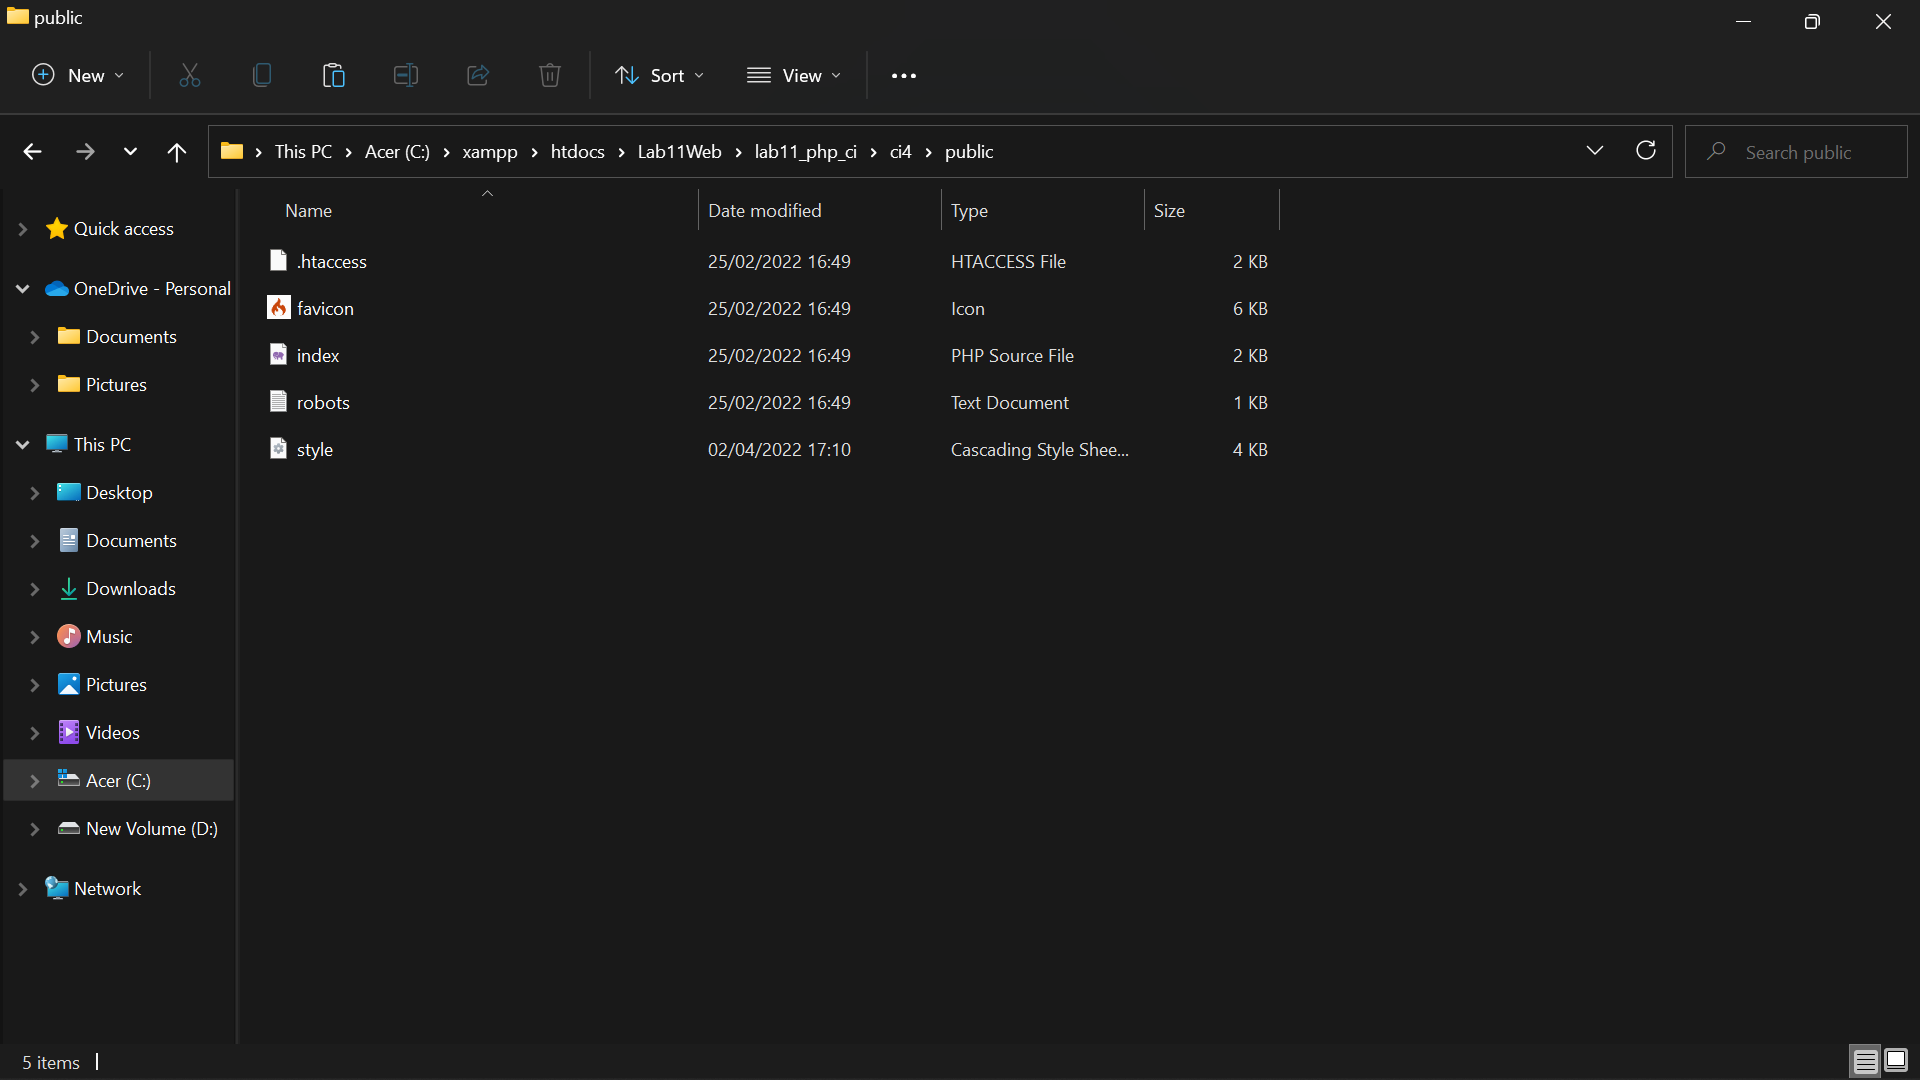 public
New
Sort
View
This PC > Acer (C:) > xampp > htdocs > Lab11Web > lab11_php_ci > ci4 > public
Search public
Name Date modified Type Size
.htaccess 25/02/2022 16:49 HTACCESS File 2 KB
favicon 25/02/2022 16:49 Icon 6 KB
index 25/02/2022 16:49 PHP Source File 2 KB
robots 25/02/2022 16:49 Text Document 1 KB
style 02/04/2022 17:10 Cascading Style Shee... 4 KB
Quick access
OneDrive - Personal
Documents
Pictures
This PC
Desktop
Documents
Downloads
Music
Pictures
Videos
Acer (C:)
New Volume (D:)
Network
5 items